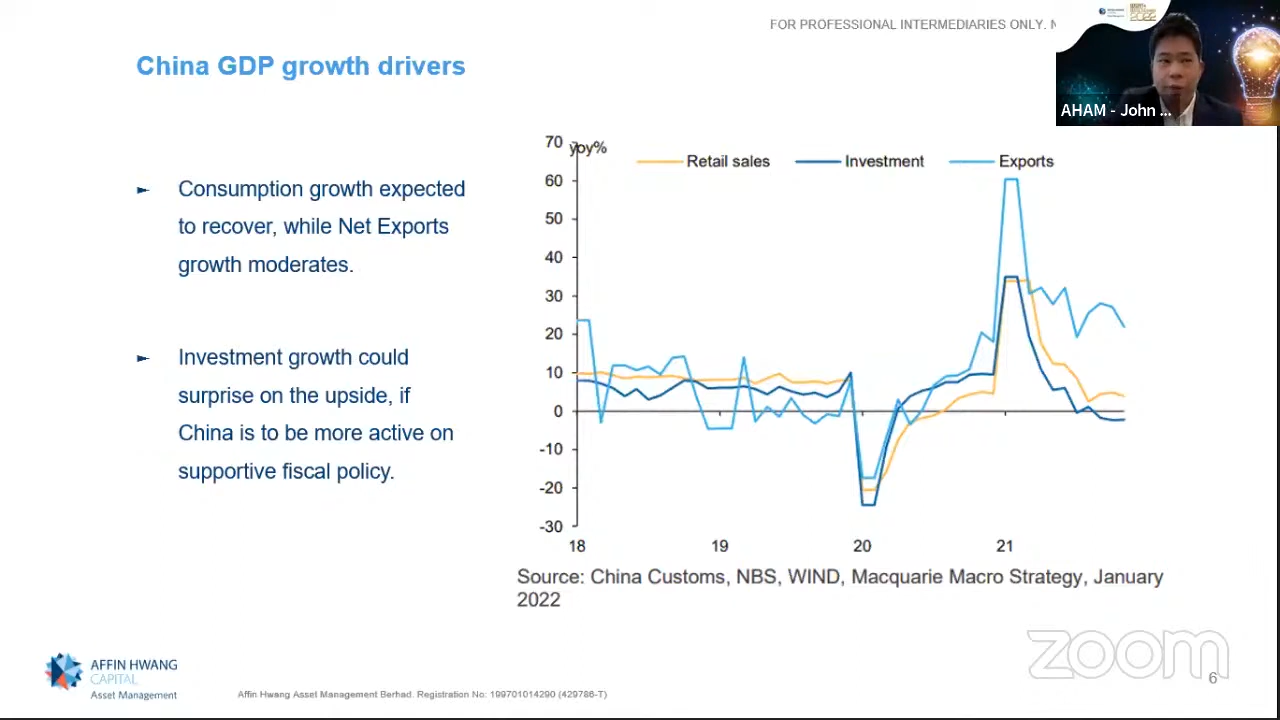 FOR PROFESSIONAL INTERMEDIARIES ONLY.
2022
AHAM - John ...
China GDP growth drivers
► Consumption growth expected
to recover, while Net Exports
growth moderates.
► Investment growth could
surprise on the upside, if
China is to be more active on
supportive fiscal policy.
yoy%
Retail sales
Investment
Exports
70
60
50
40
30
20
10
0
-10
-20
-30
18 19 20 21
Source: China Customs, NBS, WIND, Macquarie Macro Strategy, January
2022
AFFIN HWANG
CAPITAL
Asset Management
Affin Hwang Asset Management Berhad. Registration No: 199701014290 (429786-T)
zoom
6